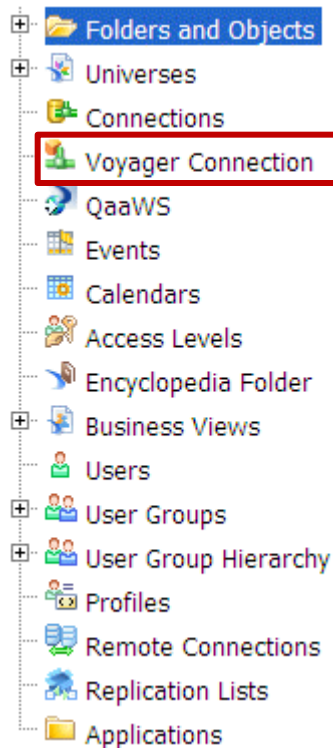 Folders and Objects
Universes
Connections
Voyager Connection
QaaWS
Events
Calendars
Access Levels
Encyclopedia Folder
Business Views
Users
User Groups
User Group Hierarchy
Profiles
Remote Connections
Replication Lists
Applications